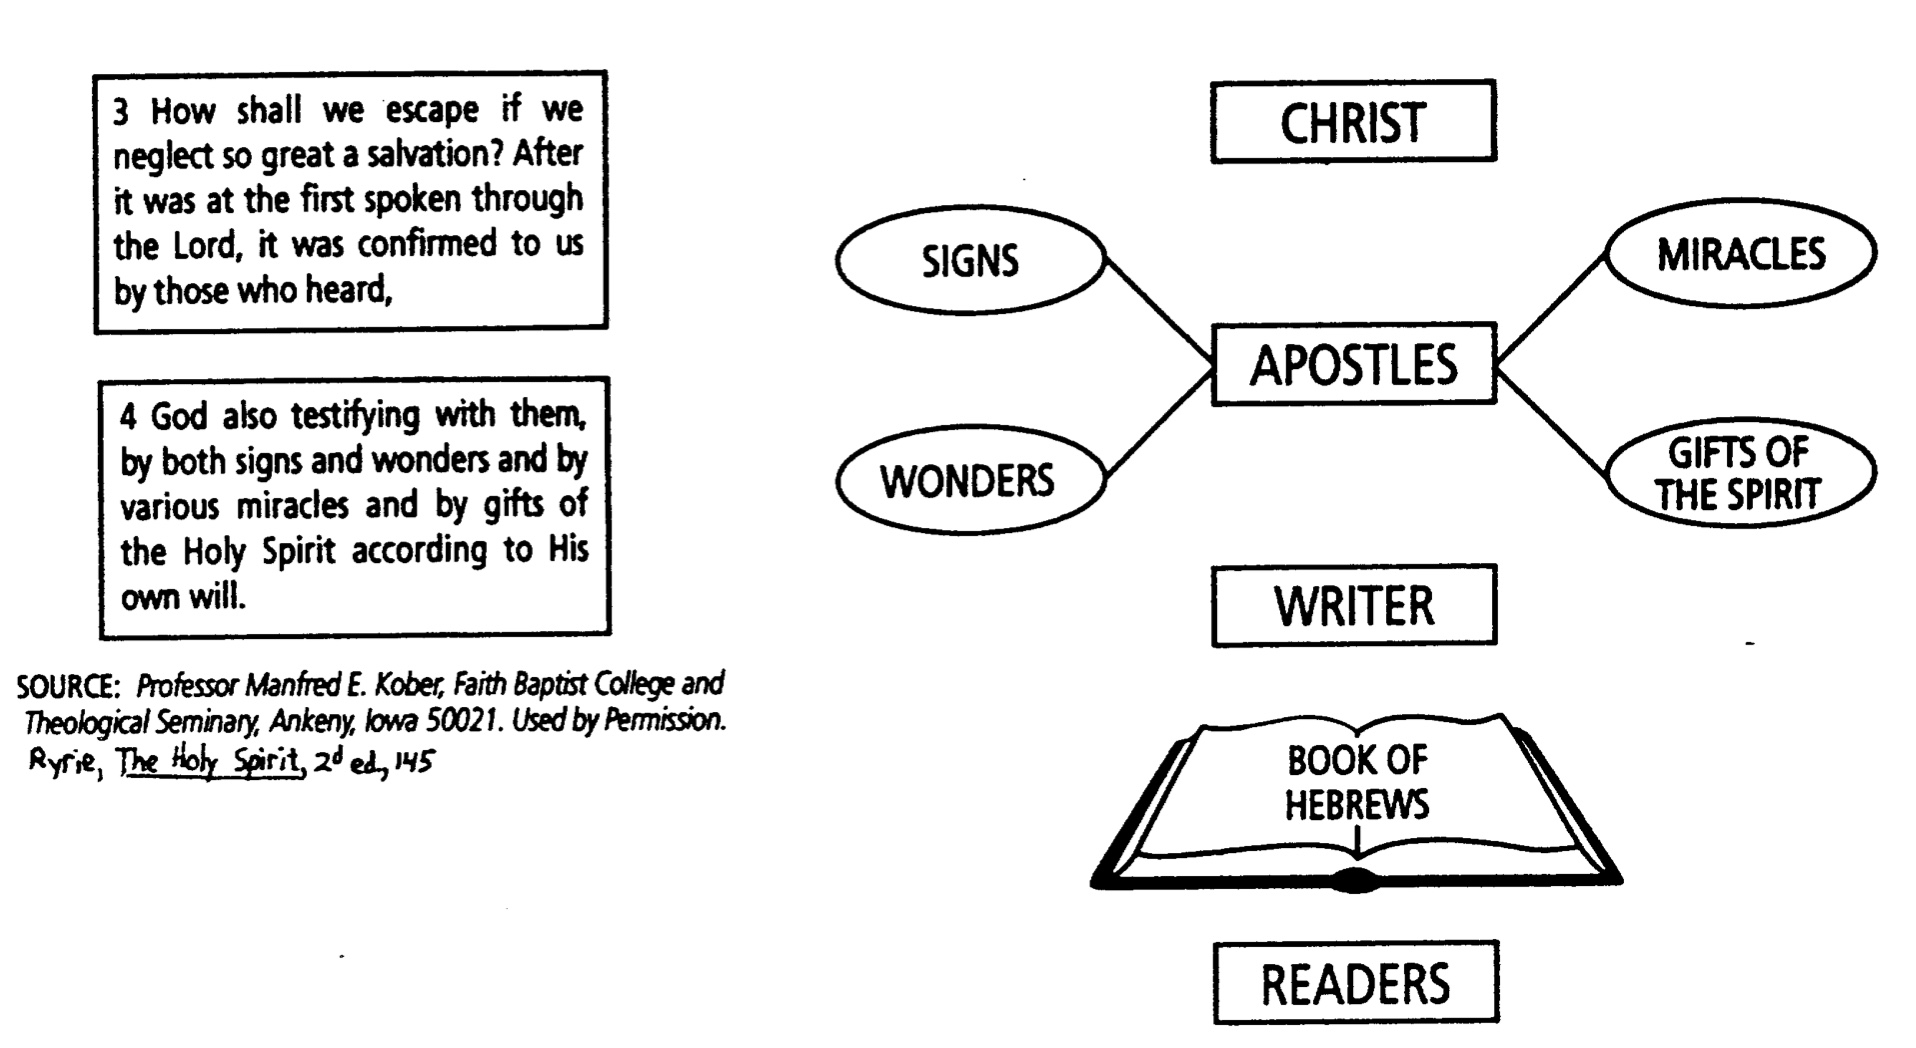 3 How shall we escape if we
neglect so great a salvation? After
it was at the first spoken through
the Lord, it was confirmed to us
by those who heard,
4 God also testifying with them,
by both signs and wonders and by
various miracles and by gifts of
the Holy Spirit according to His
own will.
SOURCE: Professor Manfred E. Kober, Faith Baptist College and
Theological Seminary, Ankeny, Iowa 50021. Used by Permission.
Ryrie, The Holy Spirit, 2d ed., 145
CHRIST
SIGNS
MIRACLES
APOSTLES
WONDERS
GIFTS OF
THE SPIRIT
WRITER
BOOK OF
HEBREWS
READERS